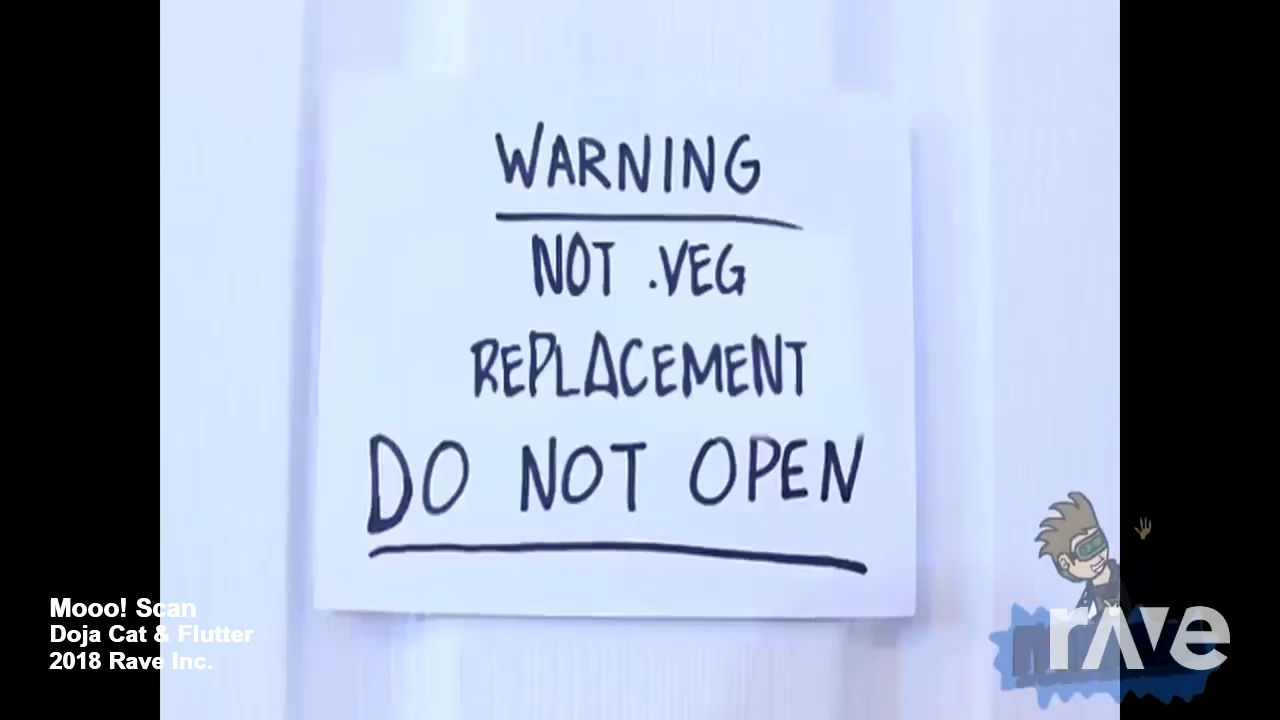 WARNING
NOT .VEG
REPLACEMENT
DO NOT OPEN
Mooo! Scan
Doja Cat & Flutter
2018 Rave Inc.
rave